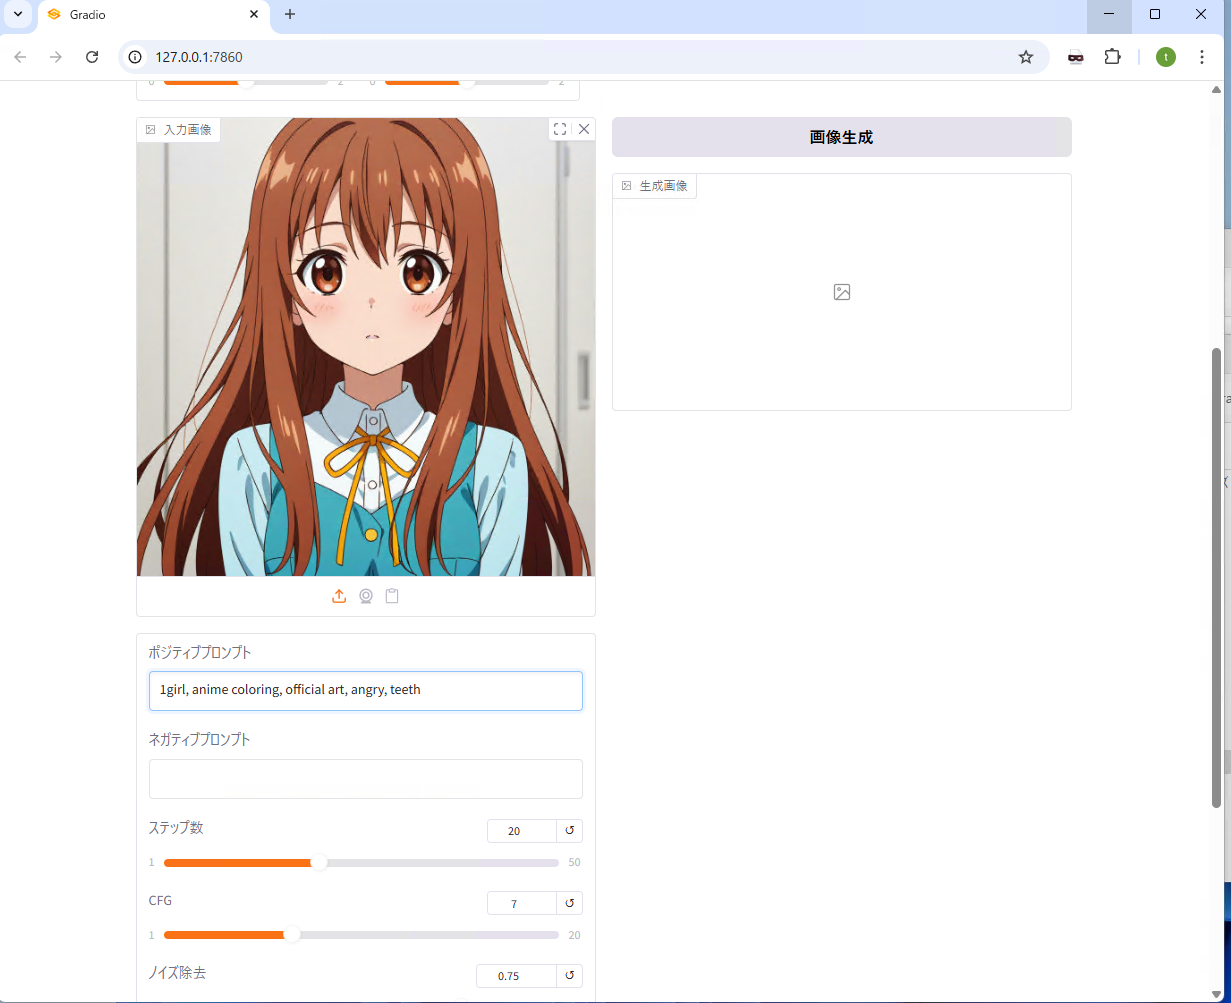 Gradio
127.0.0.1:7860
t
0 2 0 2
入力画像
画像生成
生成画像
ポジティブプロンプト
1girl, anime coloring, official art, angry, teeth
ネガティブプロンプト
ステップ数
20
1 50
CFG
7
1 20
ノイズ除去
0.75